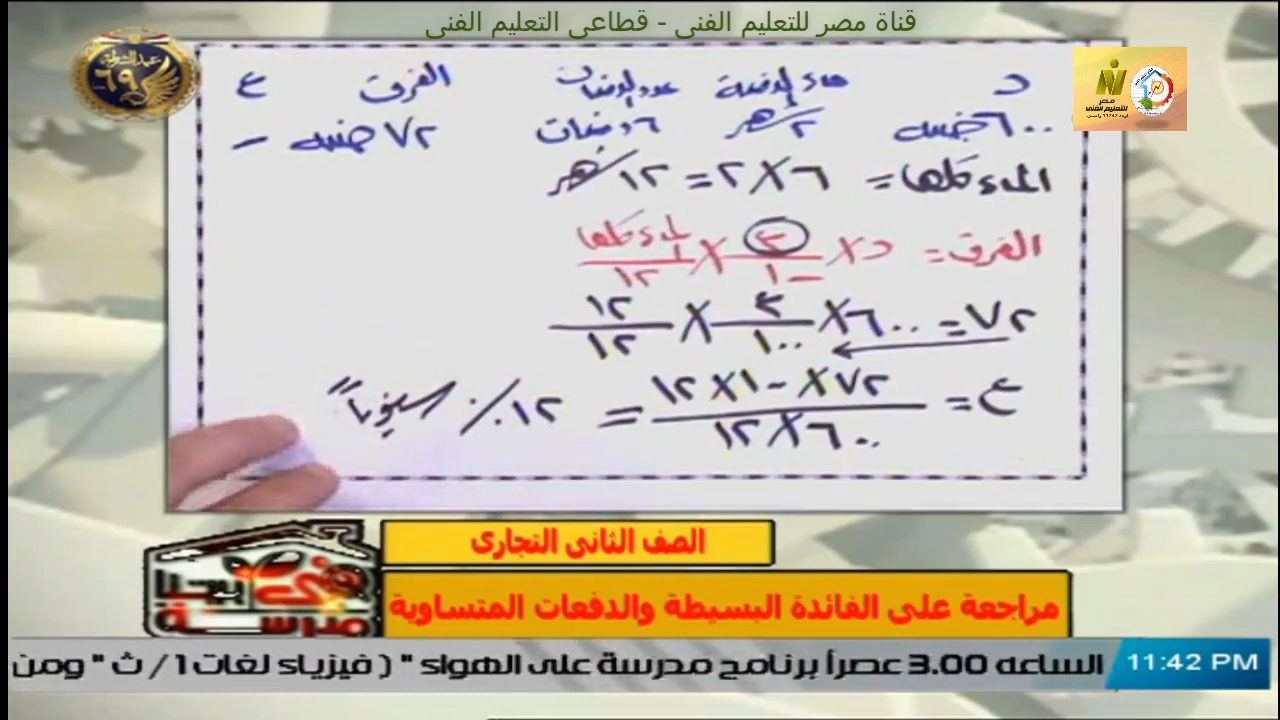 قناة مصر للتعليم الفنى - قطاعى التعليم الفنى
د مدة الدفعة عدد الدفعات الفرق ع
٦٠٠ جنيه ٢ شهر ٦ دفعات ٧٢ جنيه -
المدة كلها = ٦ × ٢ = ١٢ شهر
الفرق = د × ع/١٠٠ × المدة كلها/١٢
٧٢ = ٦٠٠ × ع/١٠٠ × ١٢/١٢
ع = ٧٢ × ١٠٠ × ١٢ / ٦٠٠ × ١٢ = ١٢ ٪ سنوياً
الصف الثانى التجارى
مراجعة على الفائدة البسيطة والدفعات المتساوية
مدرسة
11:42 PM الساعه 3.00 عصراً برنامج مدرسة على الهواء " ( فيزياء لغات ١/ ث " ومن